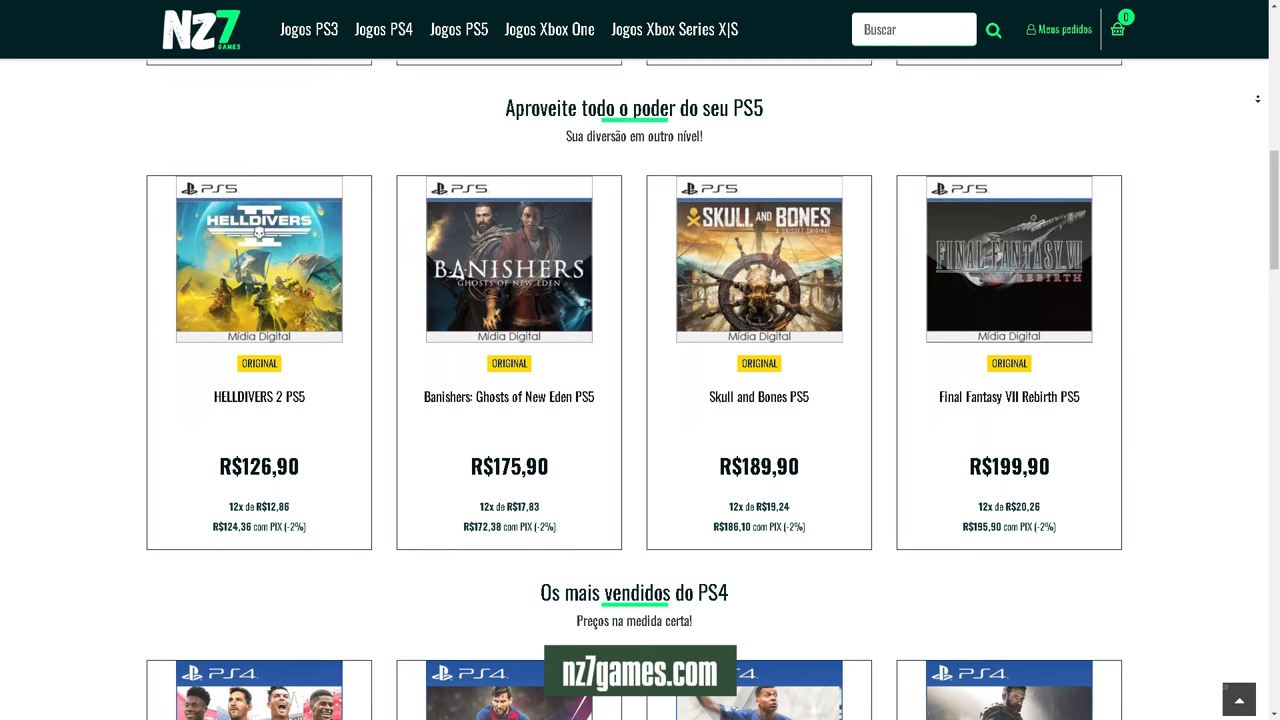 NZ7
GAMES
Jogos PS3
Jogos PS4
Jogos PS5
Jogos Xbox One
Jogos Xbox Series X|S
Buscar
Meus pedidos
0
Aproveite todo o poder do seu PS5
Sua diversão em outro nível!
PS5
HELLDIVERS
II
Mídia Digital
ORIGINAL
HELLDIVERS 2 PS5
R$126,90
12x de R$12,86
R$124,36 com PIX (-2%)
PS5
BANISHERS
GHOSTS OF NEW EDEN
Mídia Digital
ORIGINAL
Banishers: Ghosts of New Eden PS5
R$175,90
12x de R$17,83
R$172,38 com PIX (-2%)
PS5
SKULL AND BONES
A UBISOFT ORIGINAL
Mídia Digital
ORIGINAL
Skull and Bones PS5
R$189,90
12x de R$19,24
R$186,10 com PIX (-2%)
PS5
FINAL FANTASY VII
REBIRTH
Mídia Digital
ORIGINAL
Final Fantasy VII Rebirth PS5
R$199,90
12x de R$20,26
R$195,90 com PIX (-2%)
Os mais vendidos do PS4
Preços na medida certa!
PS4
PS4
PS4
PS4
nz7games.com